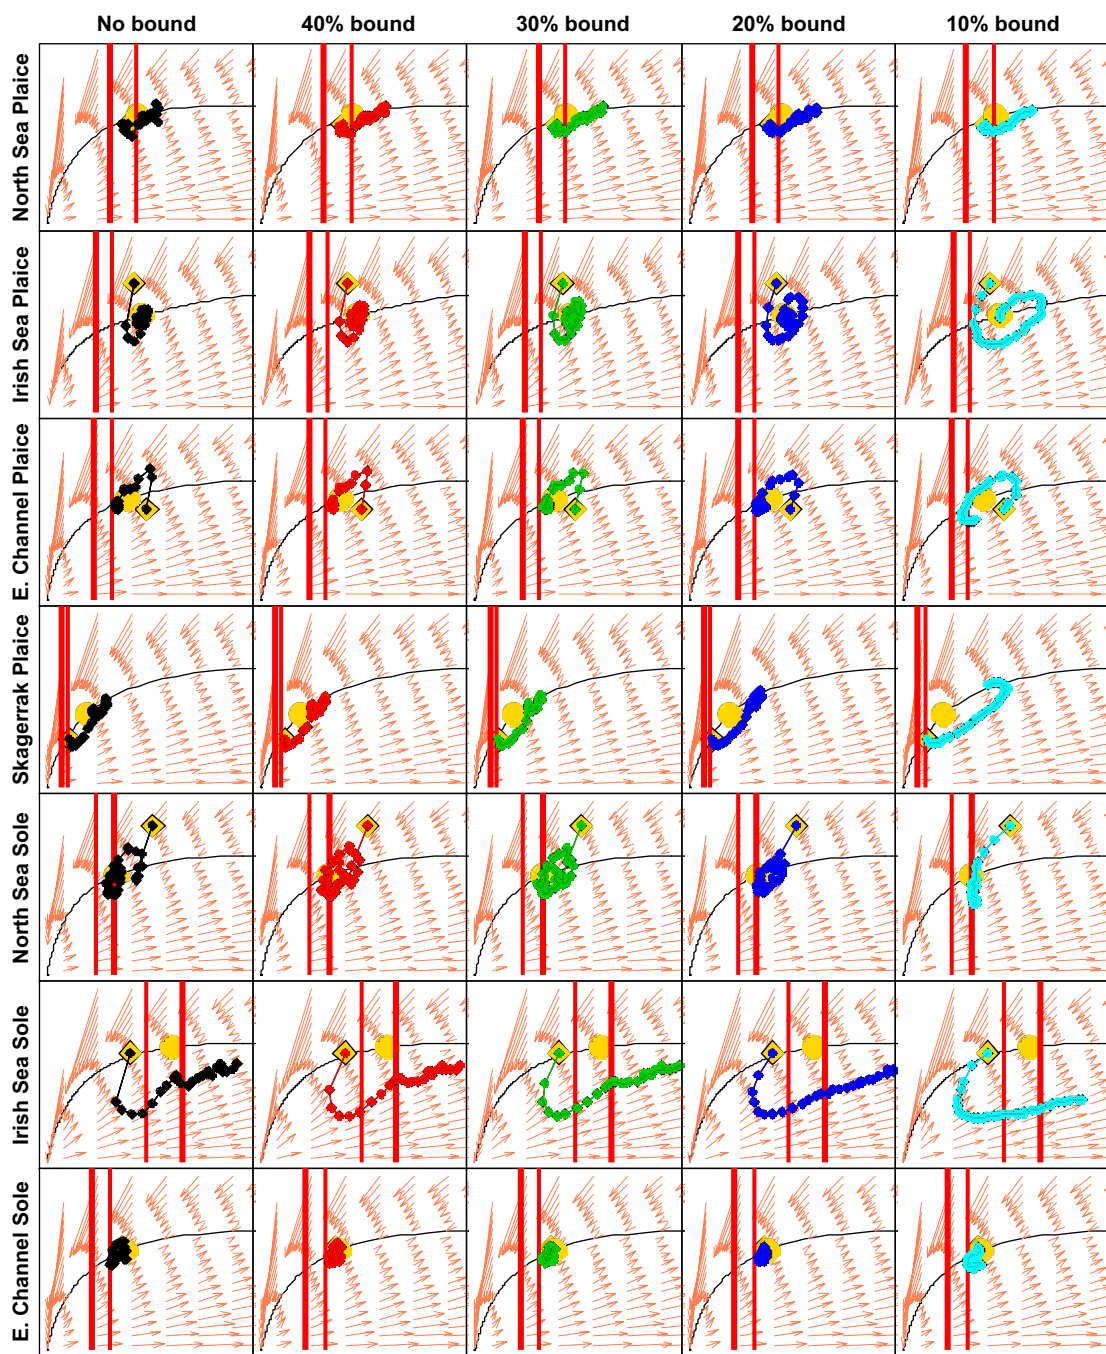 No bound 40% bound 30% bound 20% bound 10% bound
North Sea Plaice
Irish Sea Plaice
E. Channel Plaice
Skagerrak Plaice
North Sea Sole
Irish Sea Sole
E. Channel Sole